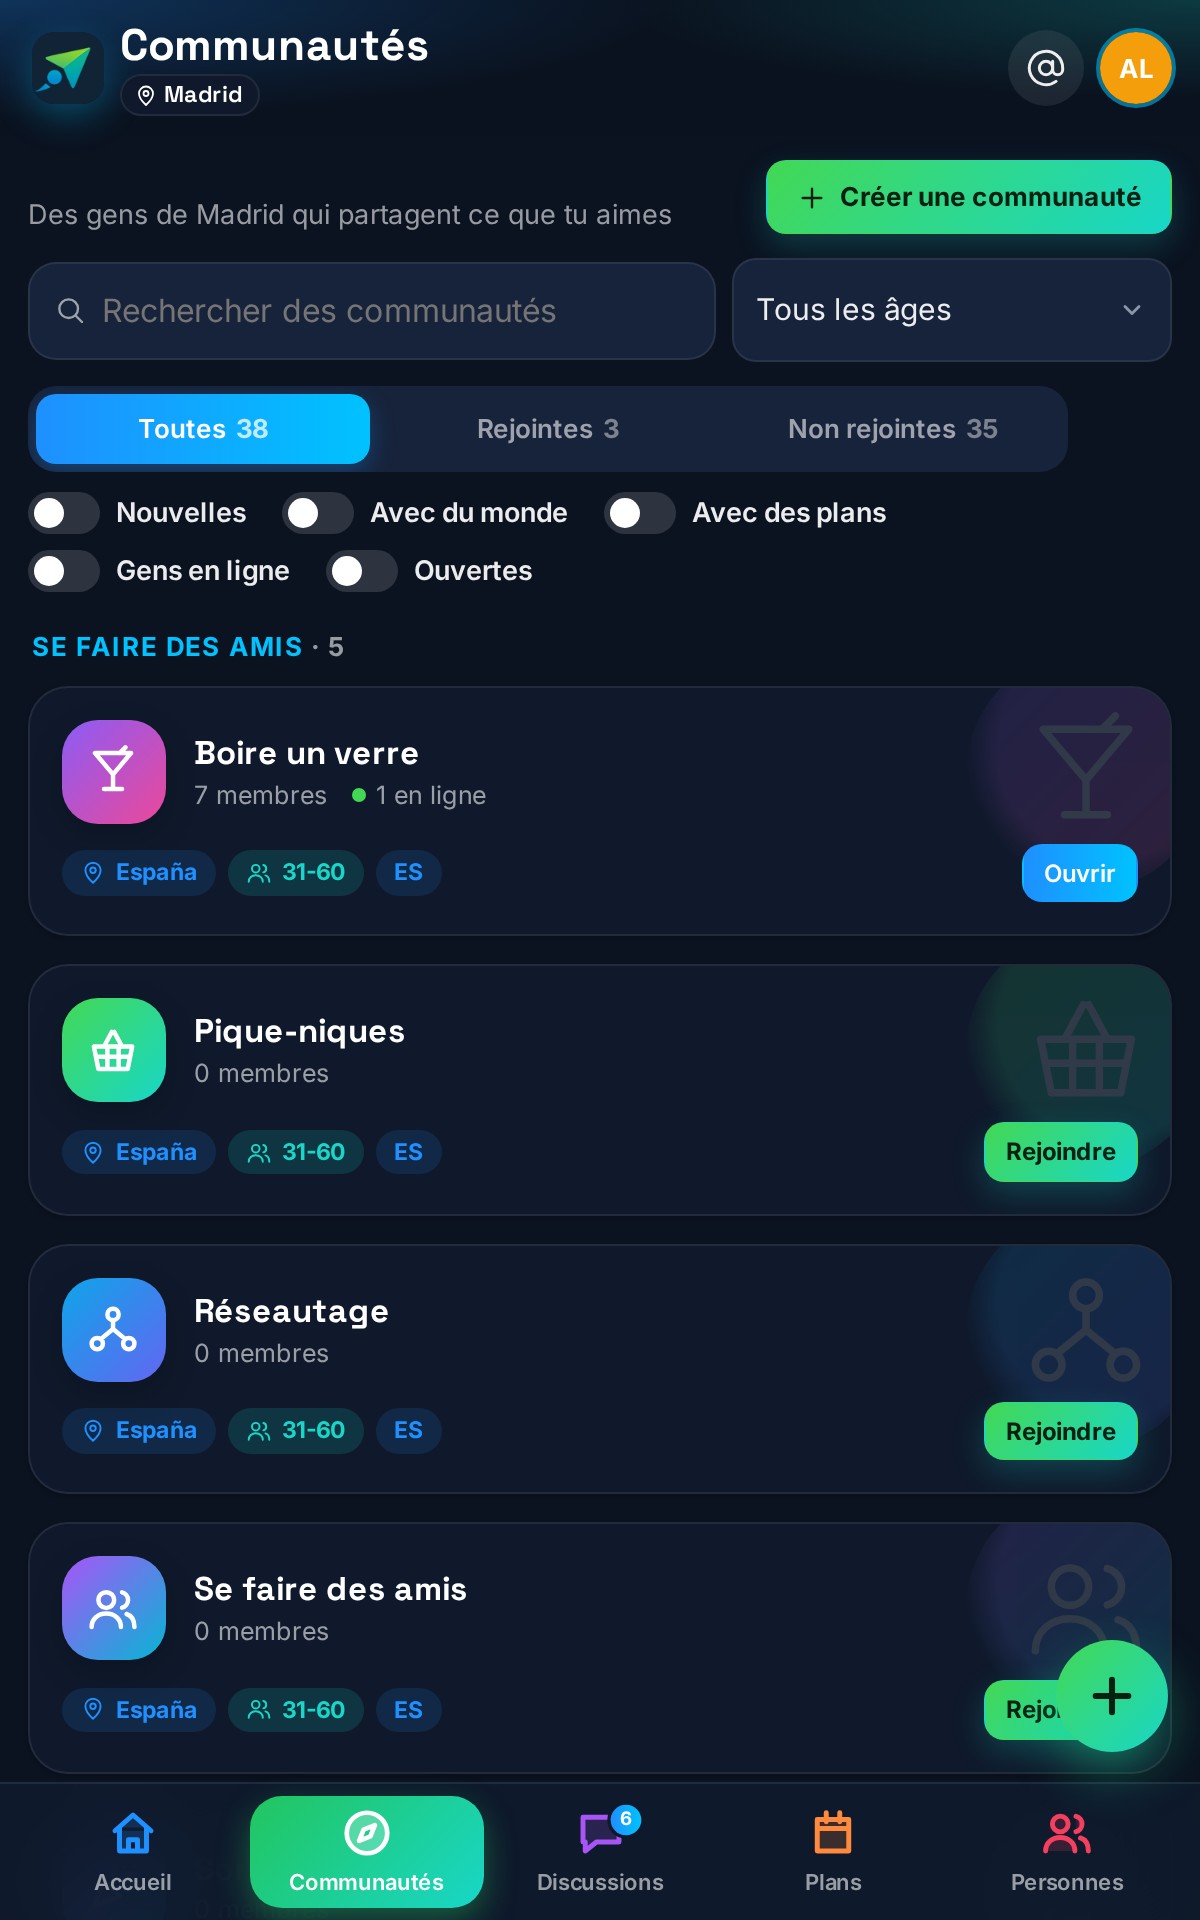 Communautés
Madrid
@
AL
Des gens de Madrid qui partagent ce que tu aimes
Créer une communauté
Rechercher des communautés
Tous les âges
Toutes 38
Rejointes 3
Non rejointes 35
Nouvelles
Avec du monde
Avec des plans
Gens en ligne
Ouvertes
SE FAIRE DES AMIS · 5
Boire un verre
7 membres
1 en ligne
España
31-60
ES
Ouvrir
Pique-niques
0 membres
España
31-60
ES
Rejoindre
Réseautage
0 membres
España
31-60
ES
Rejoindre
Se faire des amis
0 membres
España
31-60
ES
6
Accueil
Communautés
Discussions
Plans
Personnes